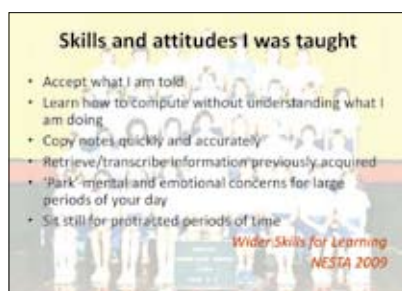 Skills and attitudes I was taught
• Accept what I am told
• Learn how to compute without understanding what I
am doing
• Copy notes quickly and accurately
• Retrieve/transcribe information previously acquired
• 'Park' mental and emotional concerns for large
periods of your day
• Sit still for protracted periods of time
Wider Skills for Learning
NESTA 2009